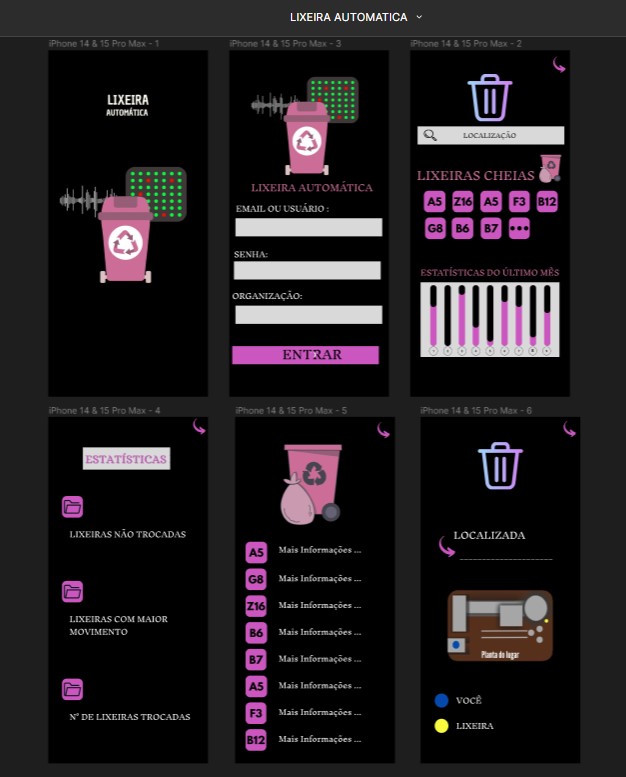 LIXEIRA AUTOMATICA
iPhone 14 & 15 Pro Max - 1
LIXEIRA
AUTOMÁTICA
iPhone 14 & 15 Pro Max - 3
LIXEIRA AUTOMÁTICA
EMAIL OU USUÁRIO :
SENHA:
ORGANIZAÇÃO:
ENTRAR
iPhone 14 & 15 Pro Max - 2
LOCALIZAÇÃO
LIXEIRAS CHEIAS
A5 Z16 A5 F3 B12
G8 B6 B7 •••
ESTATÍSTICAS DO ÚLTIMO MÊS
iPhone 14 & 15 Pro Max - 4
ESTATÍSTICAS
LIXEIRAS NÃO TROCADAS
LIXEIRAS COM MAIOR
MOVIMENTO
Nº DE LIXEIRAS TROCADAS
iPhone 14 & 15 Pro Max - 5
A5 Mais Informações ...
G8 Mais Informações ...
Z16 Mais Informações ...
B6 Mais Informações ...
B7 Mais Informações ...
A5 Mais Informações ...
F3 Mais Informações ...
B12 Mais Informações ...
iPhone 14 & 15 Pro Max - 6
LOCALIZADA
Planta do lugar
VOCÊ
LIXEIRA